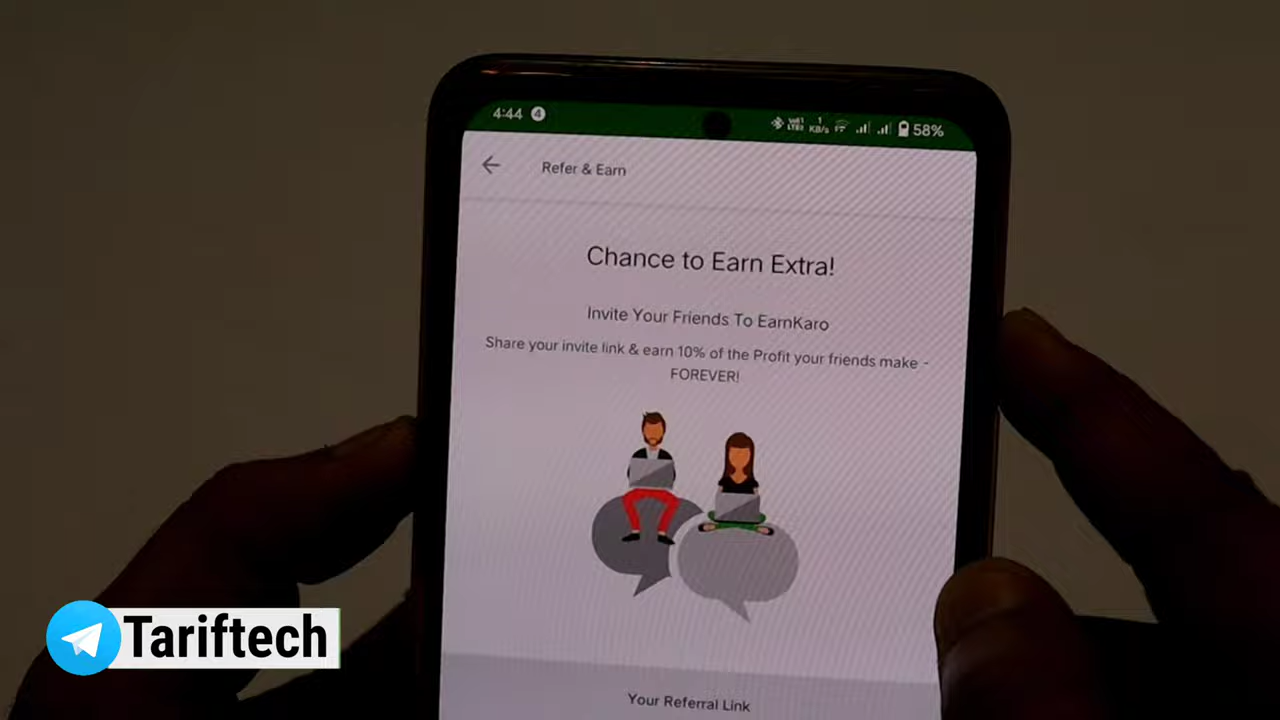 4:44 4
58%
Refer & Earn
Chance to Earn Extra!
Invite Your Friends To EarnKaro
Share your invite link & earn 10% of the Profit your friends make -
FOREVER!
Your Referral Link
Tariftech